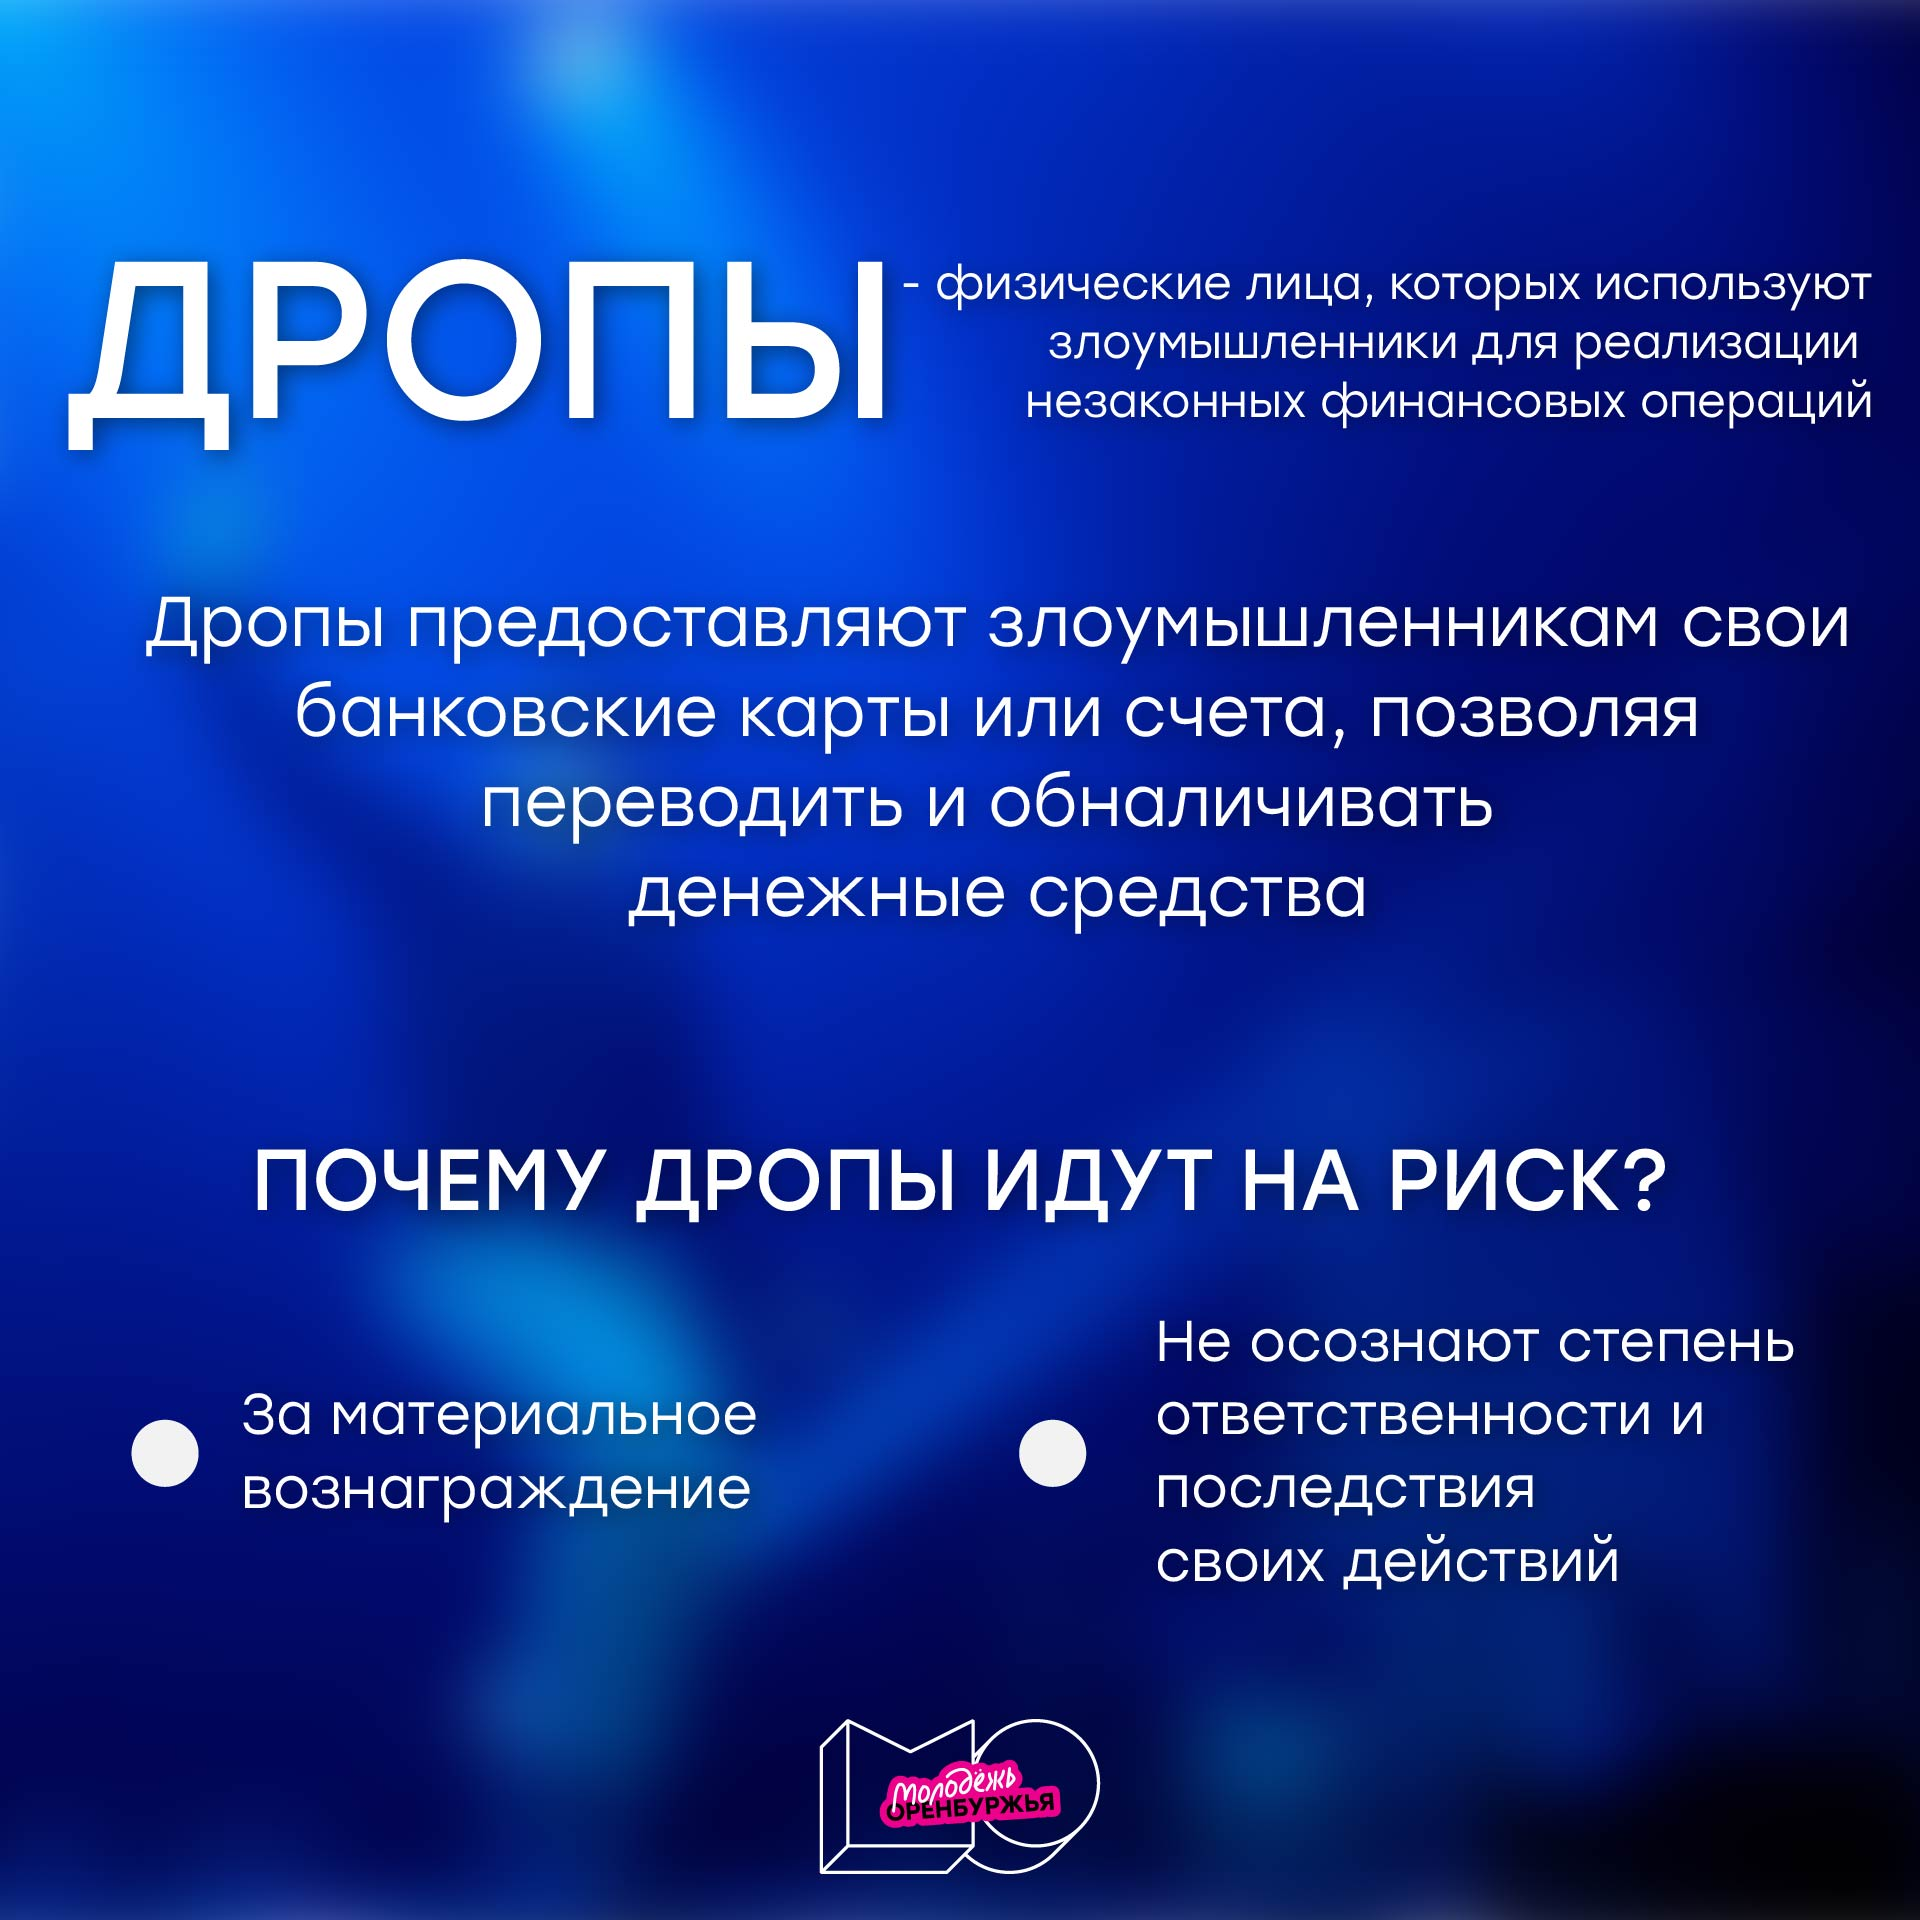 ДРОПЫ
- физические лица, которых используют
злоумышленники для реализации
незаконных финансовых операций
Дропы предоставляют злоумышленникам свои
банковские карты или счета, позволяя
переводить и обналичивать
денежные средства
ПОЧЕМУ ДРОПЫ ИДУТ НА РИСК?
За материальное
вознаграждение
Не осознают степень
ответственности и
последствия
своих действий
Молодёжь
ОРЕНБУРЖЬЯ